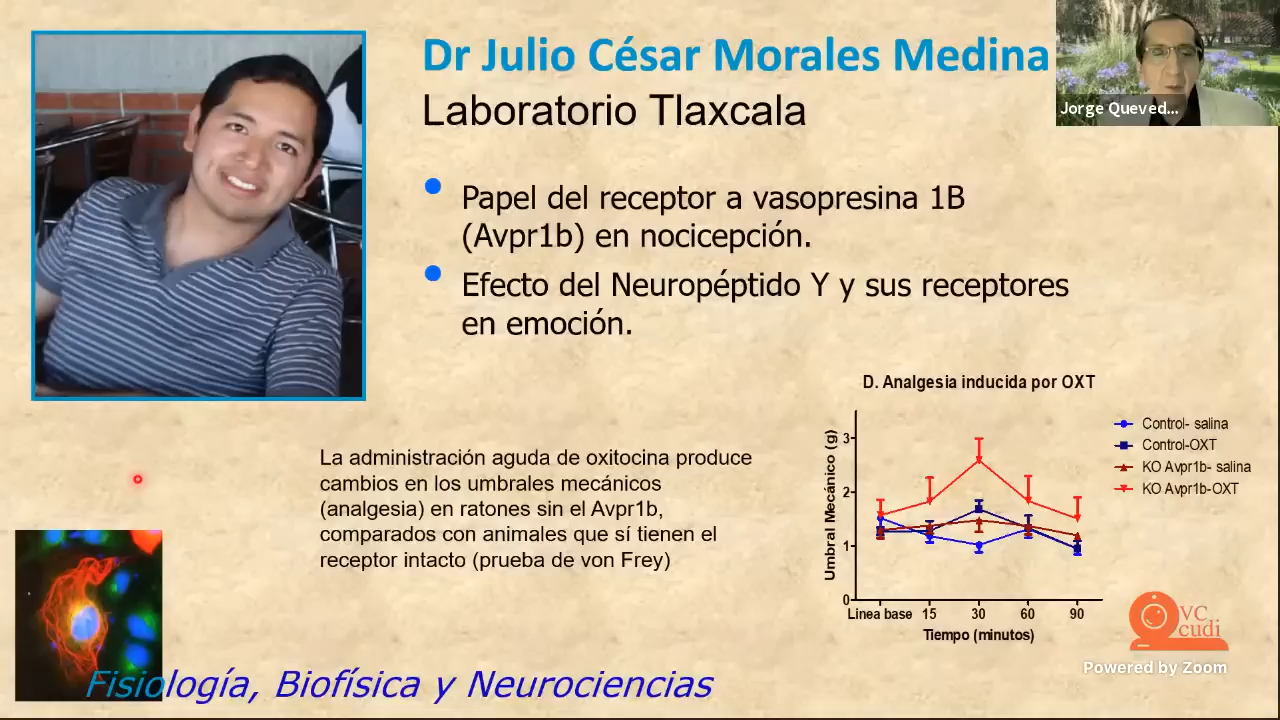 Dr Julio César Morales Medina
Laboratorio Tlaxcala
Jorge Queved...
• Papel del receptor a vasopresina 1B
(Avpr1b) en nocicepción.
• Efecto del Neuropéptido Y y sus receptores
en emoción.
La administración aguda de oxitocina produce
cambios en los umbrales mecánicos
(analgesia) en ratones sin el Avpr1b,
comparados con animales que sí tienen el
receptor intacto (prueba de von Frey)
D. Analgesia inducida por OXT
Umbral Mecánico (g)
3
2
1
0
Linea base 15 30 60 90
Tiempo (minutos)
Control- salina
Control-OXT
KO Avpr1b- salina
KO Avpr1b-OXT
VC
cudi
Powered by Zoom
Fisiología, Biofísica y Neurociencias